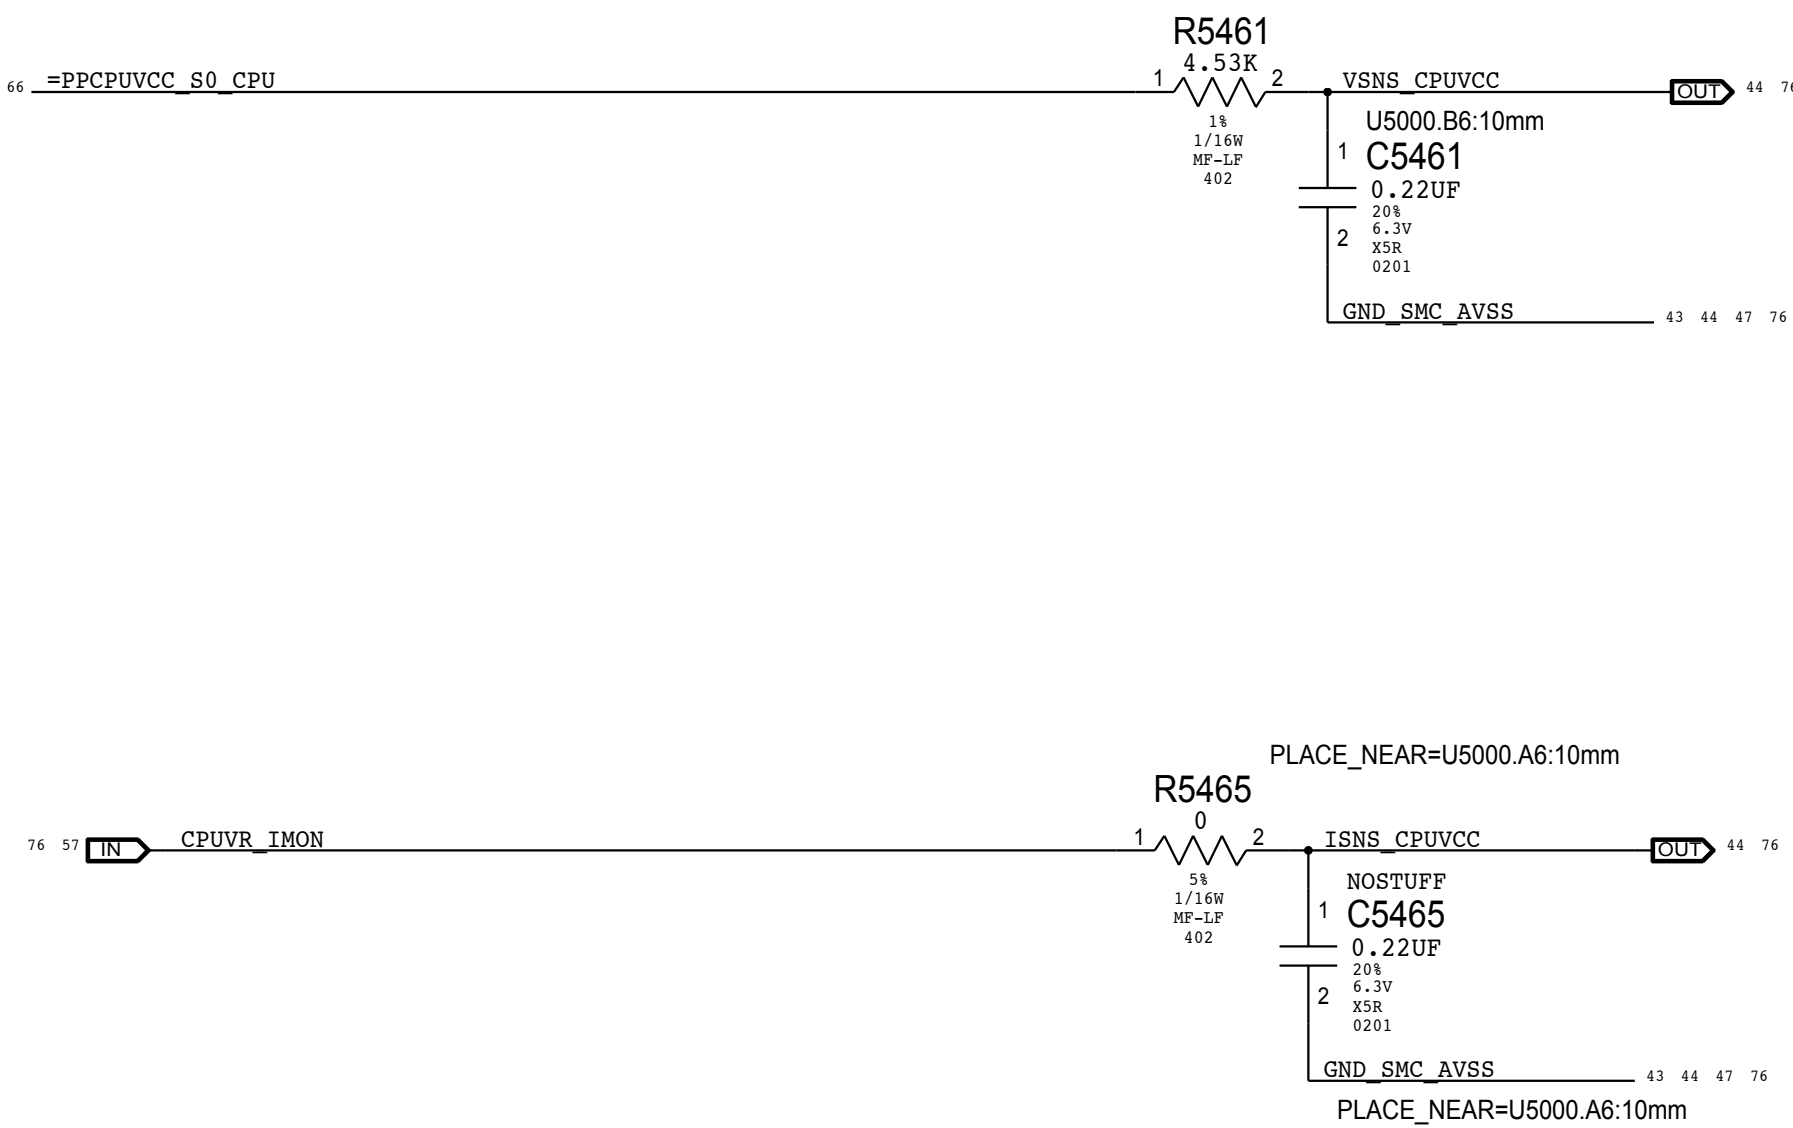 R5461
4.53K
66 =PPCPUVCC_S0_CPU 1 2 VSNS_CPUVCC OUT 44 76
1%
1/16W
MF-LF
402
U5000.B6:10mm
1 C5461
0.22UF
20%
6.3V
2
X5R
0201
GND_SMC_AVSS 43 44 47 76
PLACE_NEAR=U5000.A6:10mm
R5465
0
76 57 IN CPUVR_IMON 1 2 ISNS_CPUVCC OUT 44 76
5%
1/16W
MF-LF
402
NOSTUFF
1 C5465
0.22UF
20%
6.3V
2
X5R
0201
GND_SMC_AVSS 43 44 47 76
PLACE_NEAR=U5000.A6:10mm